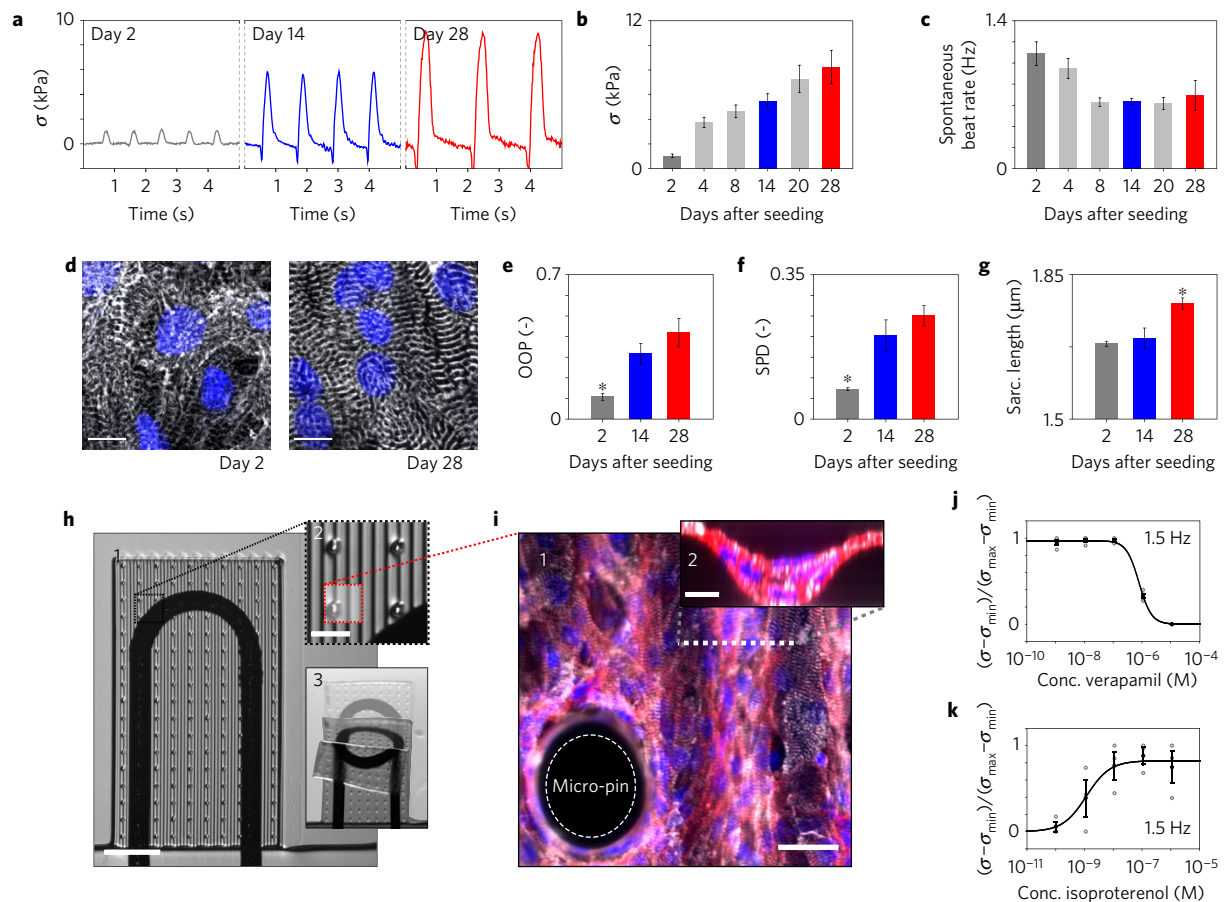 a
10
0
σ (kPa)
Day 2
Day 14
Day 28
1 2 3 4
1 2 3 4
1 2 3 4
Time (s)
Time (s)
Time (s)
b
12
0
σ (kPa)
2 4 8 14 20 28
Days after seeding
c
1.4
0
Spontaneous
beat rate (Hz)
2 4 8 14 20 28
Days after seeding
d
Day 2
Day 28
e
0.7
0
OOP (-)
*
2 14 28
Days after seeding
f
0.35
0
SPD (-)
*
2 14 28
Days after seeding
g
1.85
1.5
Sarc. length (μm)
*
2 14 28
Days after seeding
h
1
2
3
i
1
2
Micro-pin
j
1
0
(σ–σmin)/(σmax–σmin)
1.5 Hz
10–10 10–8 10–6 10–4
Conc. verapamil (M)
k
1
0
(σ–σmin)/(σmax–σmin)
1.5 Hz
10–11 10–9 10–7 10–5
Conc. isoproterenol (M)